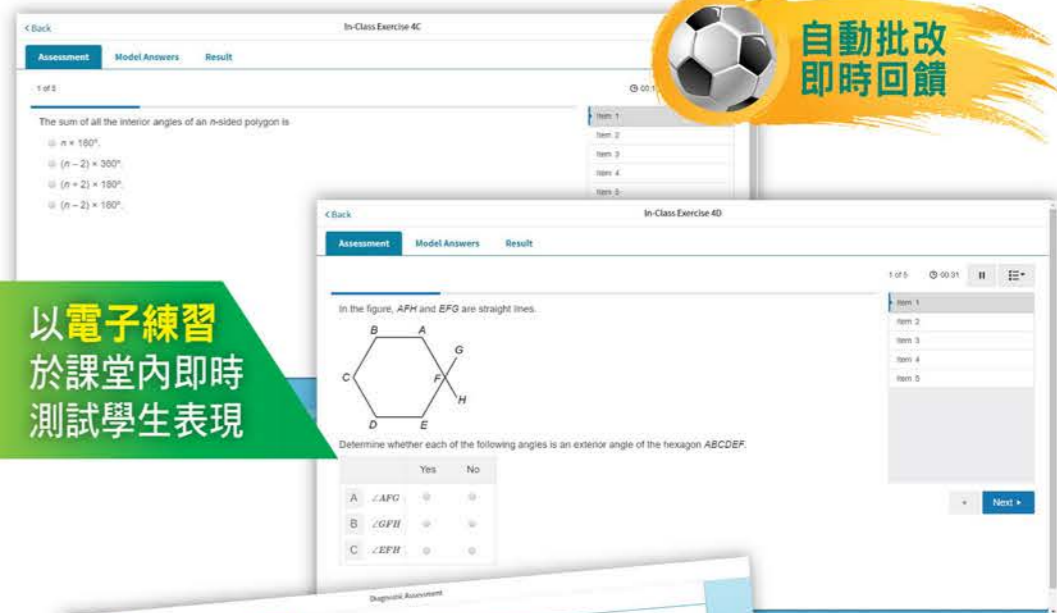 自動批改
即時回饋
< Back
In-Class Exercise 4C
Assessment Model Answers Result
1 of 5
The sum of all the interior angles of an n-sided polygon is
n × 180°.
(n – 2) × 360°.
(n + 2) × 180°.
(n – 2) × 180°.
Item 1
Item 2
Item 3
Item 4
Item 5
以電子練習
於課堂內即時
測試學生表現
< Back
In-Class Exercise 4D
Assessment Model Answers Result
1 of 5 00:31
In the figure, AFH and EFG are straight lines.
B A
G
C F
H
D E
Determine whether each of the following angles is an exterior angle of the hexagon ABCDEF.
Yes No
A ∠AFG
B ∠GFH
C ∠EFH
Item 1
Item 2
Item 3
Item 4
Item 5
Next
Diagnostic Assessment